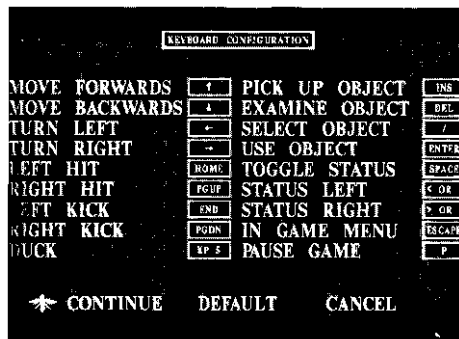 KEYBOARD CONFIGURATION
MOVE FORWARDS ↑ PICK UP OBJECT INS
MOVE BACKWARDS ↓ EXAMINE OBJECT DEL
TURN LEFT ← SELECT OBJECT /
TURN RIGHT → USE OBJECT ENTER
LEFT HIT HOME TOGGLE STATUS SPACE
RIGHT HIT PGUP STATUS LEFT < OR
LEFT KICK END STATUS RIGHT > OR
RIGHT KICK PGDN IN GAME MENU ESCAPE
DUCK KP 5 PAUSE GAME P
CONTINUE DEFAULT CANCEL